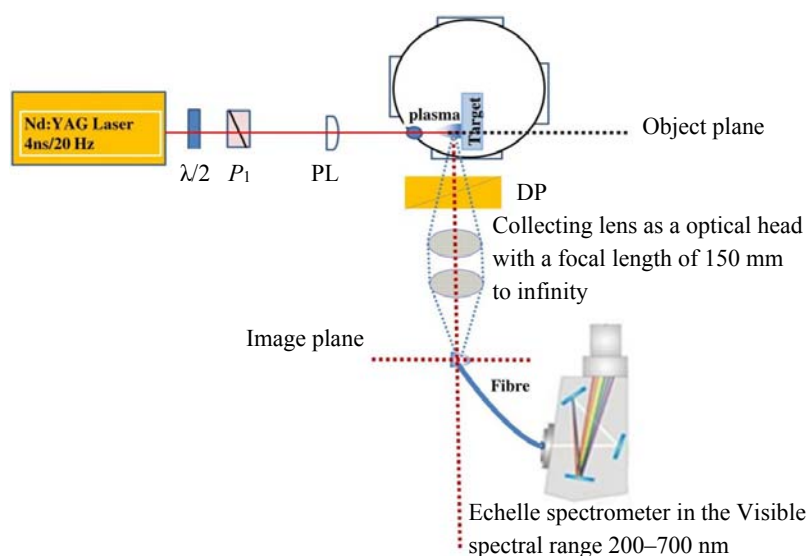 Nd:YAG Laser
4ns/20 Hz
λ/2
P1
PL
plasma
Target
Object plane
DP
Collecting lens as a optical head
with a focal length of 150 mm
to infinity
Image plane
Fibre
Echelle spectrometer in the Visible
spectral range 200–700 nm